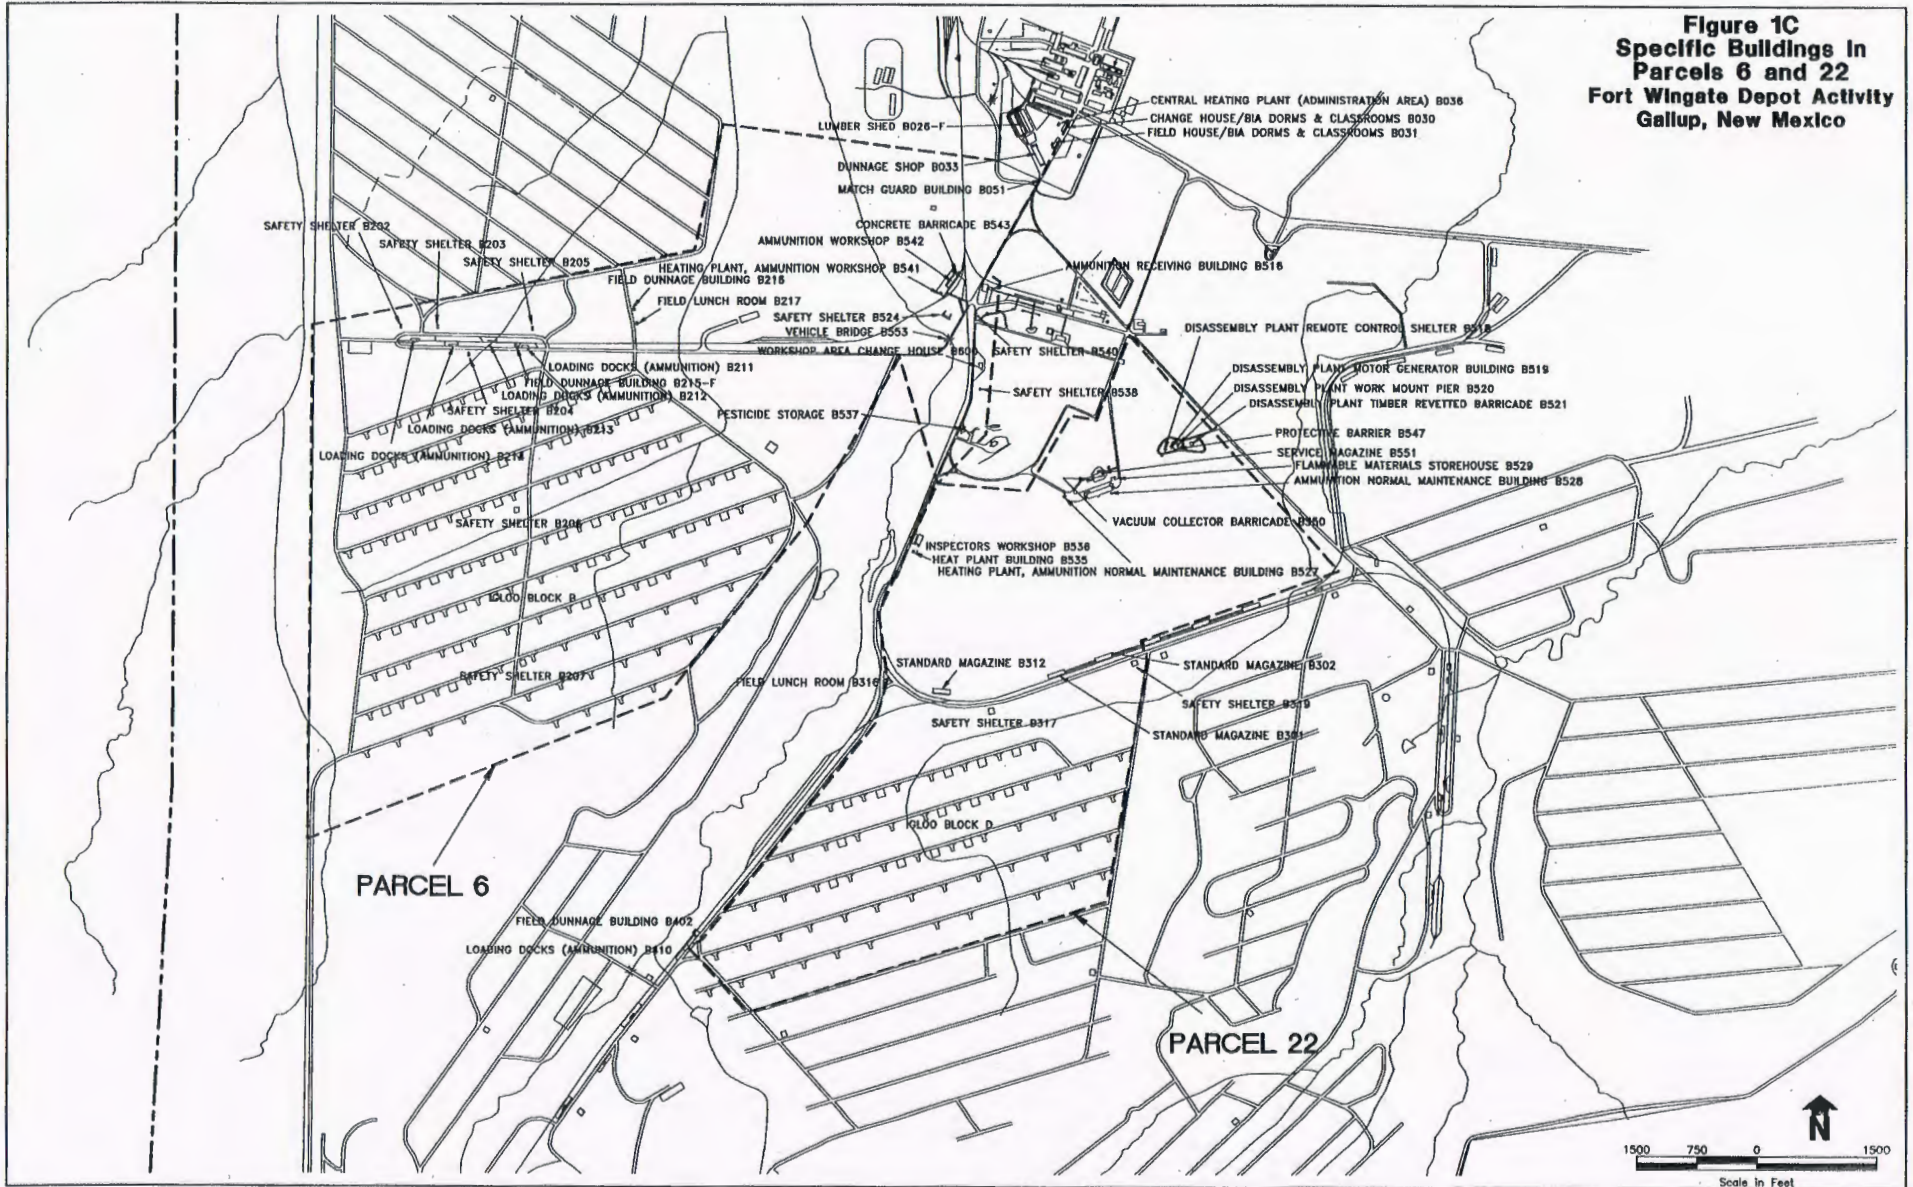 Figure 1C
Specific Buildings in
Parcels 6 and 22
Fort Wingate Depot Activity
Gallup, New Mexico
CENTRAL HEATING PLANT (ADMINISTRATION AREA) B036
CHANGE HOUSE/BIA DORMS & CLASSROOMS B030
FIELD HOUSE/BIA DORMS & CLASSROOMS B031
LUMBER SHED B026-F
DUNNAGE SHOP B033
MATCH GUARD BUILDING B051
SAFETY SHELTER B202
SAFETY SHELTER B203
SAFETY SHELTER B205
CONCRETE BARRICADE B543
AMMUNITION WORKSHOP B542
HEATING PLANT, AMMUNITION WORKSHOP B541
FIELD DUNNAGE BUILDING B216
FIELD LUNCH ROOM B217
AMMUNITION RECEIVING BUILDING B516
SAFETY SHELTER B524
VEHICLE BRIDGE B553
WORKSHOP AREA CHANGE HOUSE B600
SAFETY SHELTER B540
DISASSEMBLY PLANT REMOTE CONTROL SHELTER B518
DISASSEMBLY PLANT MOTOR GENERATOR BUILDING B519
DISASSEMBLY PLANT WORK MOUNT PIER B520
DISASSEMBLY PLANT TIMBER REVETTED BARRICADE B521
LOADING DOCKS (AMMUNITION) B211
FIELD DUNNAGE BUILDING B215-F
LOADING DOCKS (AMMUNITION) B212
SAFETY SHELTER B204
LOADING DOCKS (AMMUNITION) B213
LOADING DOCKS (AMMUNITION) B214
SAFETY SHELTER B538
PESTICIDE STORAGE B537
PROTECTIVE BARRIER B547
SERVICE MAGAZINE B551
FLAMMABLE MATERIALS STOREHOUSE B529
AMMUNITION NORMAL MAINTENANCE BUILDING B528
VACUUM COLLECTOR BARRICADE B550
SAFETY SHELTER B206
INSPECTORS WORKSHOP B536
HEAT PLANT BUILDING B535
HEATING PLANT, AMMUNITION NORMAL MAINTENANCE BUILDING B527
IGLOO BLOCK B
SAFETY SHELTER B207
FIELD LUNCH ROOM B316
STANDARD MAGAZINE B312
STANDARD MAGAZINE B302
SAFETY SHELTER B319
SAFETY SHELTER B317
STANDARD MAGAZINE B301
IGLOO BLOCK D
PARCEL 6
FIELD DUNNAGE BUILDING B402
LOADING DOCKS (AMMUNITION) B410
PARCEL 22
N
1500 750 0 1500
Scale in Feet